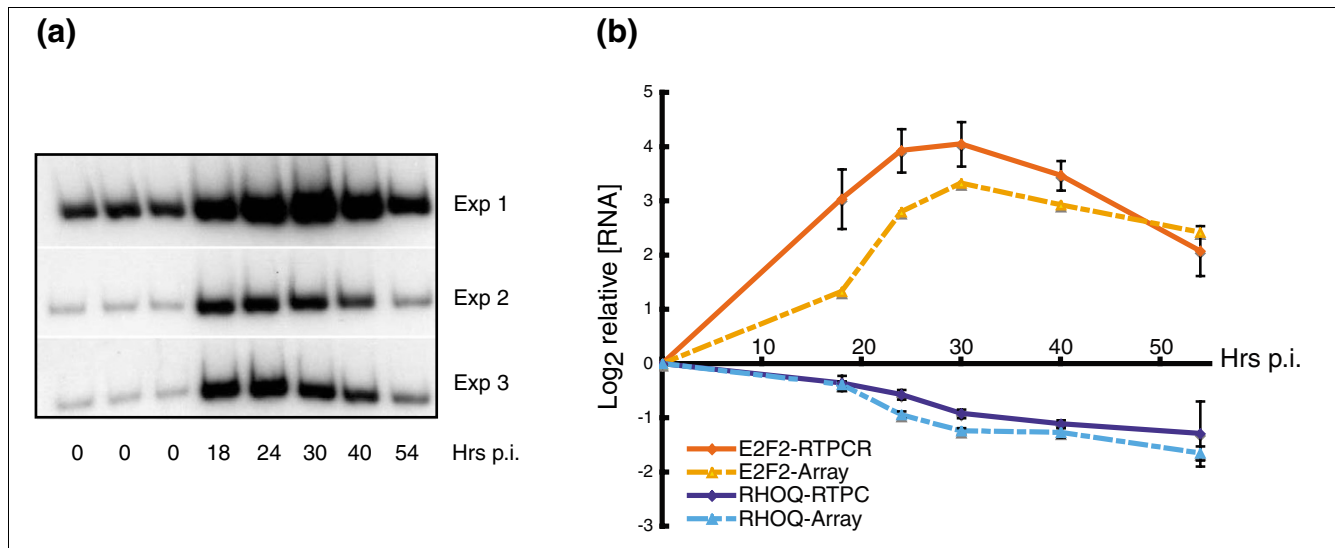 (a)
Exp 1
Exp 2
Exp 3
0 0 0 18 24 30 40 54 Hrs p.i.
(b)
Log2 relative [RNA]
5
4
3
2
1
0
-1
-2
-3
10 20 30 40 50 Hrs p.i.
E2F2-RTPCR
E2F2-Array
RHOQ-RTPC
RHOQ-Array